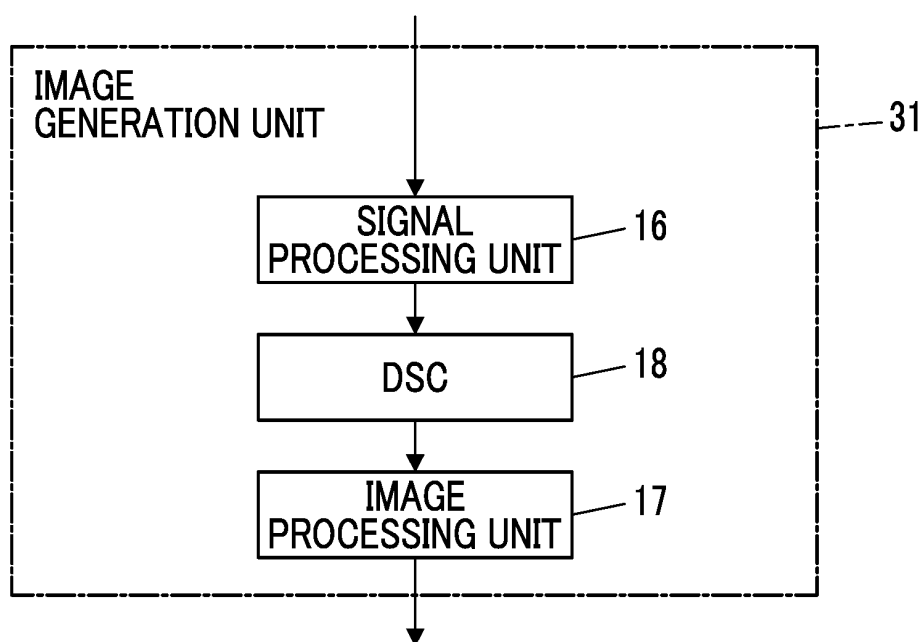 IMAGE
GENERATION UNIT
31
SIGNAL
PROCESSING UNIT
16
DSC
18
IMAGE
PROCESSING UNIT
17